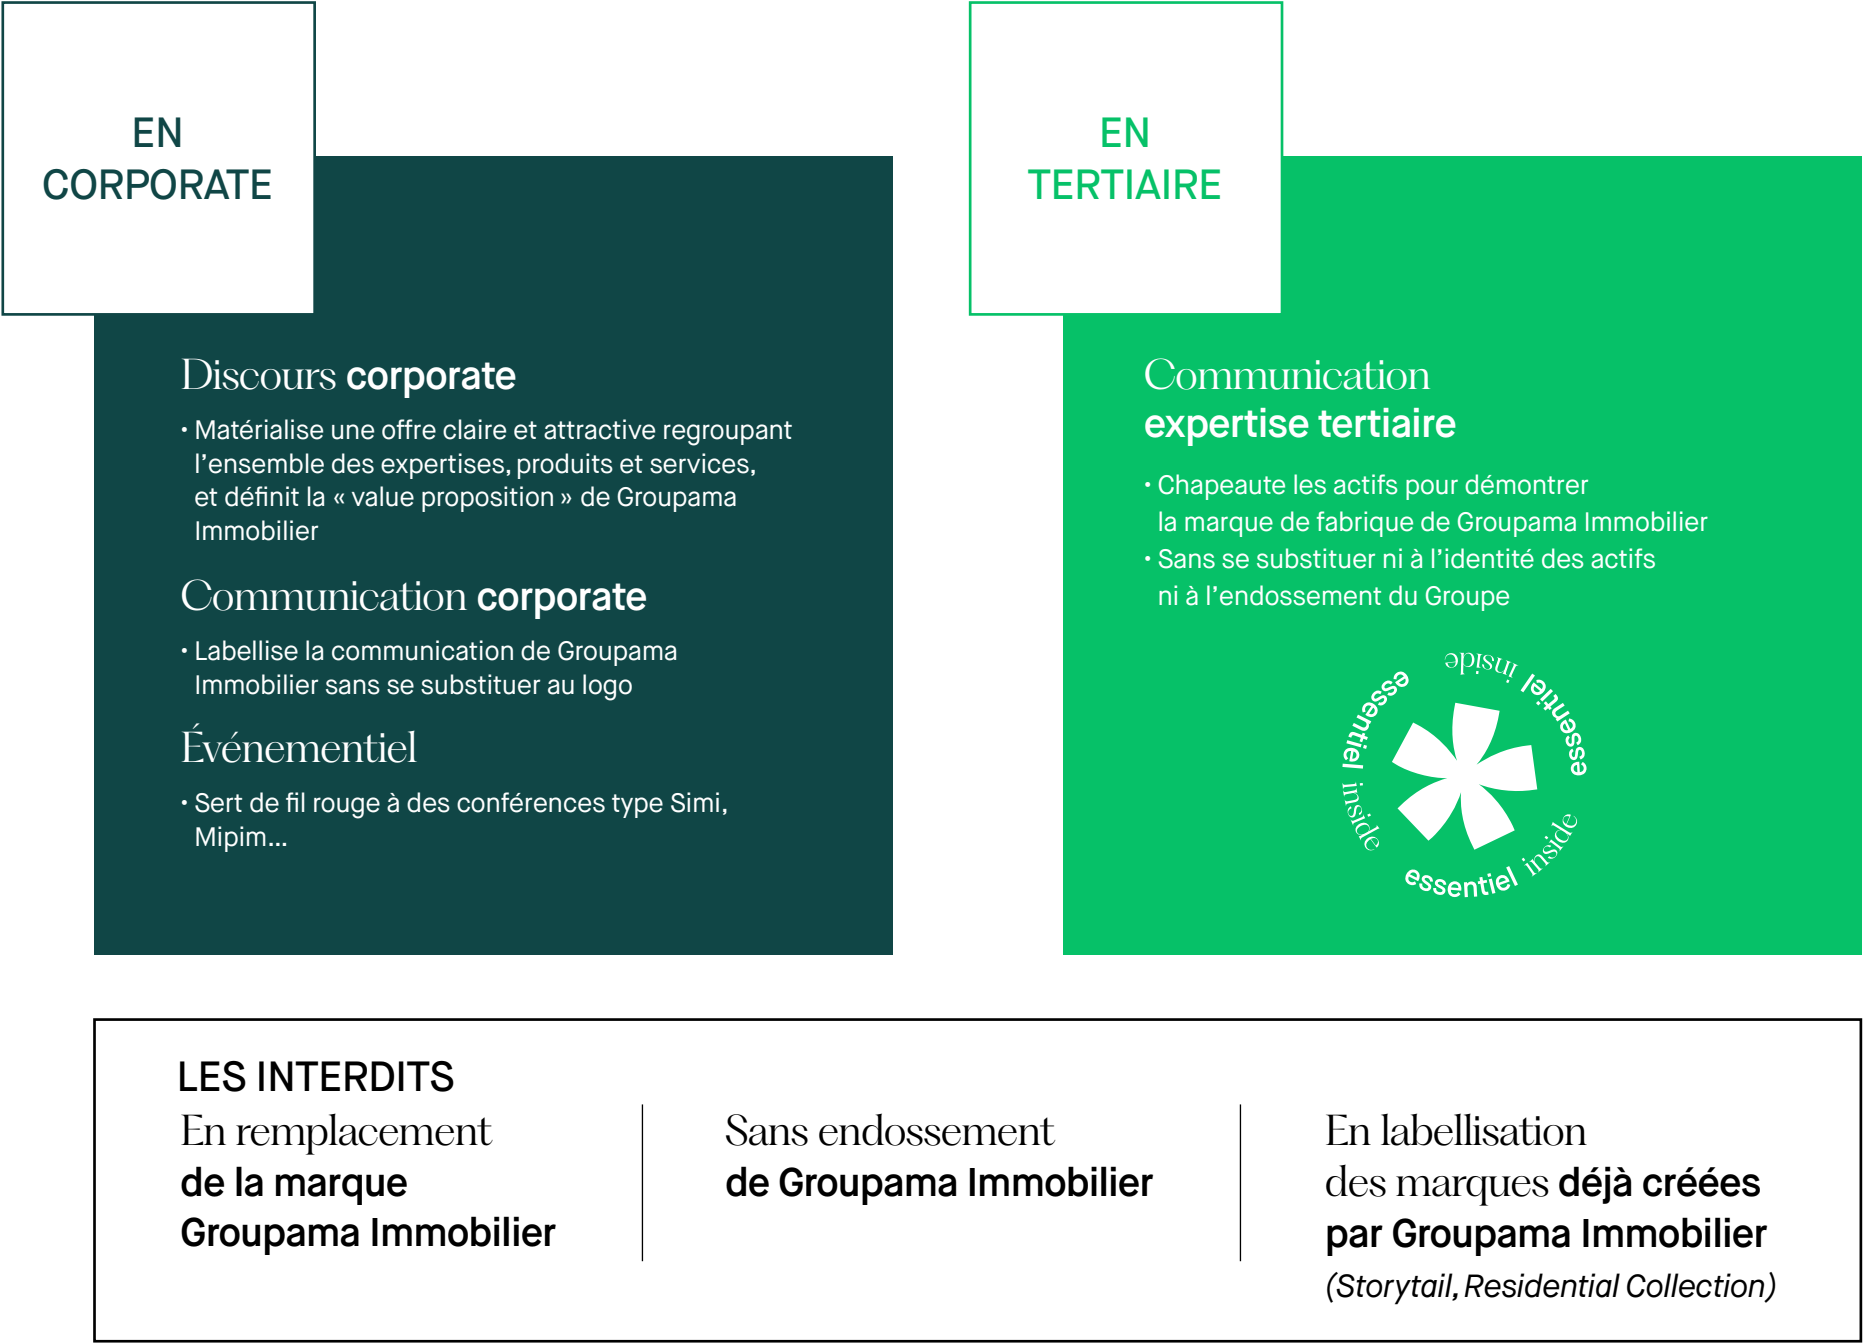 EN
CORPORATE
Discours corporate
• Matérialise une offre claire et attractive regroupant
l’ensemble des expertises, produits et services,
et définit la « value proposition » de Groupama
Immobilier
Communication corporate
• Labellise la communication de Groupama
Immobilier sans se substituer au logo
Événementiel
• Sert de fil rouge à des conférences type Simi,
Mipim...
EN
TERTIAIRE
Communication
expertise tertiaire
• Chapeaute les actifs pour démontrer
la marque de fabrique de Groupama Immobilier
• Sans se substituer ni à l’identité des actifs
ni à l’endossement du Groupe
essentiel inside
essentiel inside
essentiel inside
LES INTERDITS
En remplacement
de la marque
Groupama Immobilier
Sans endossement
de Groupama Immobilier
En labellisation
des marques déjà créées
par Groupama Immobilier
(Storytail, Residential Collection)